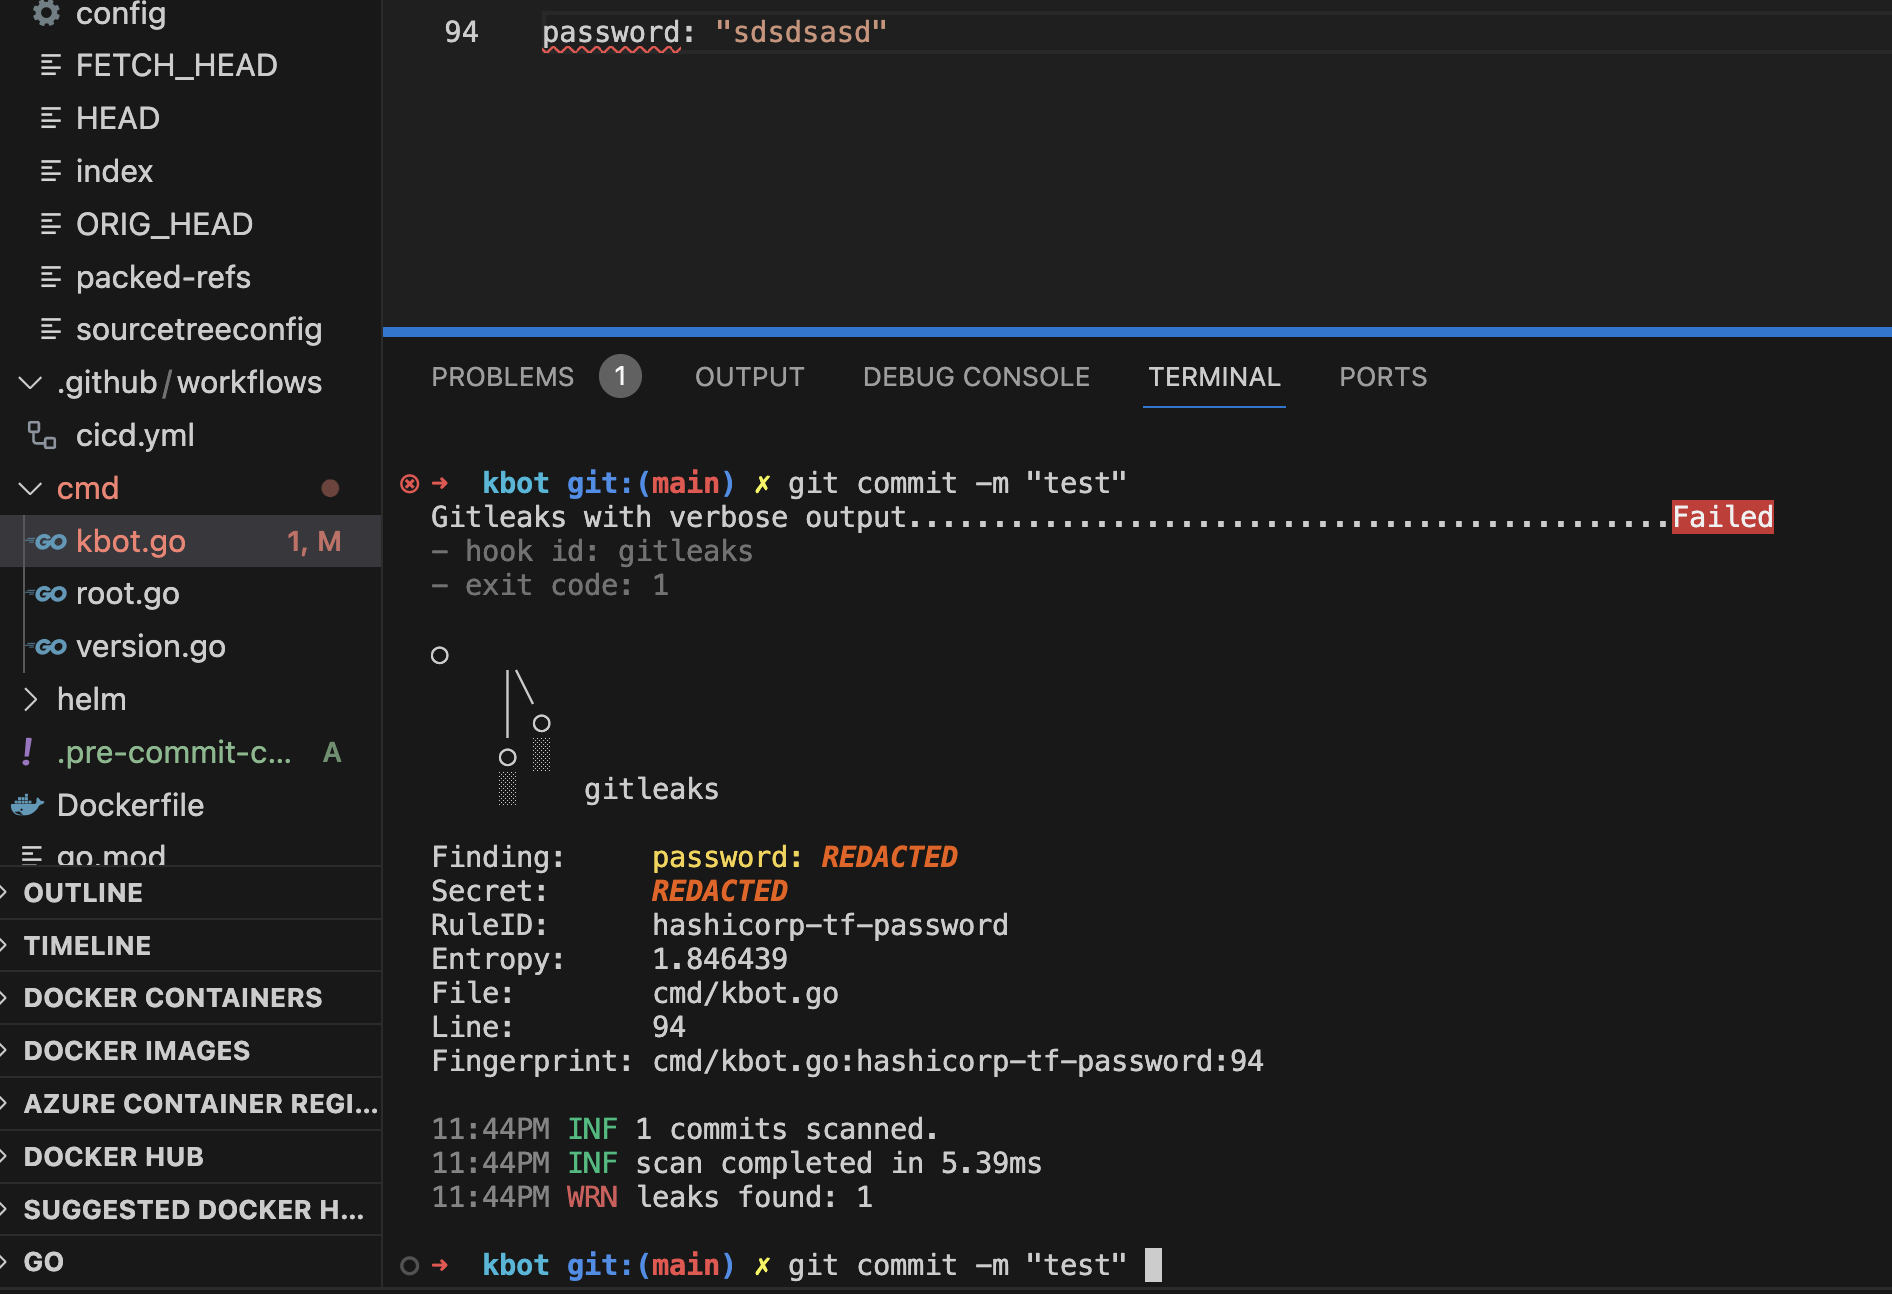 config
FETCH_HEAD
HEAD
index
ORIG_HEAD
packed-refs
sourcetreeconfig
.github/workflows
cicd.yml
cmd
GO kbot.go 1, M
GO root.go
GO version.go
helm
! .pre-commit-c... A
Dockerfile
go.mod
OUTLINE
TIMELINE
DOCKER CONTAINERS
DOCKER IMAGES
AZURE CONTAINER REGI...
DOCKER HUB
SUGGESTED DOCKER H...
GO
94 password: "sdsdsasd"
PROBLEMS 1 OUTPUT DEBUG CONSOLE TERMINAL PORTS
➜ kbot git:(main) ✗ git commit -m "test"
Gitleaks with verbose output.............................................Failed
- hook id: gitleaks
- exit code: 1
○
│╲
│ ○
○ ░
░ gitleaks
Finding: password: REDACTED
Secret: REDACTED
RuleID: hashicorp-tf-password
Entropy: 1.846439
File: cmd/kbot.go
Line: 94
Fingerprint: cmd/kbot.go:hashicorp-tf-password:94
11:44PM INF 1 commits scanned.
11:44PM INF scan completed in 5.39ms
11:44PM WRN leaks found: 1
➜ kbot git:(main) ✗ git commit -m "test"